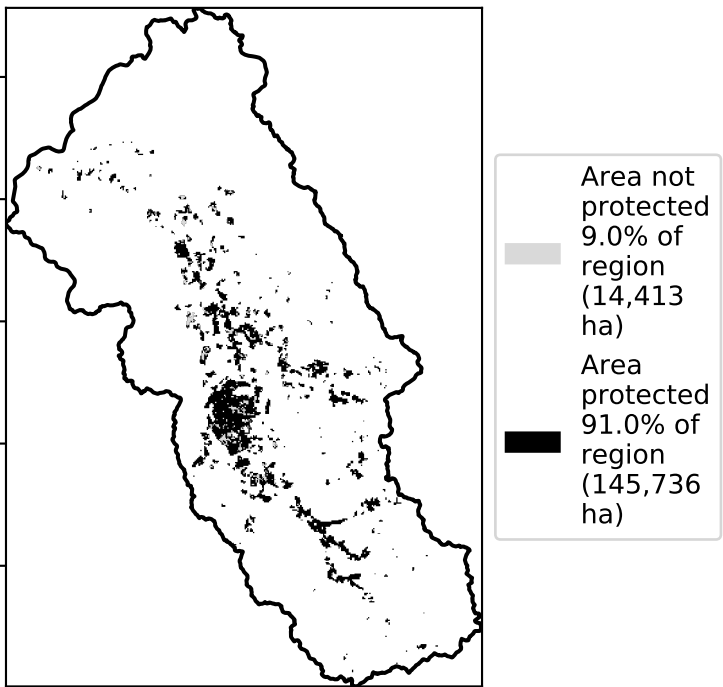 Area not
protected
9.0% of
region
(14,413
ha)
Area
protected
91.0% of
region
(145,736
ha)